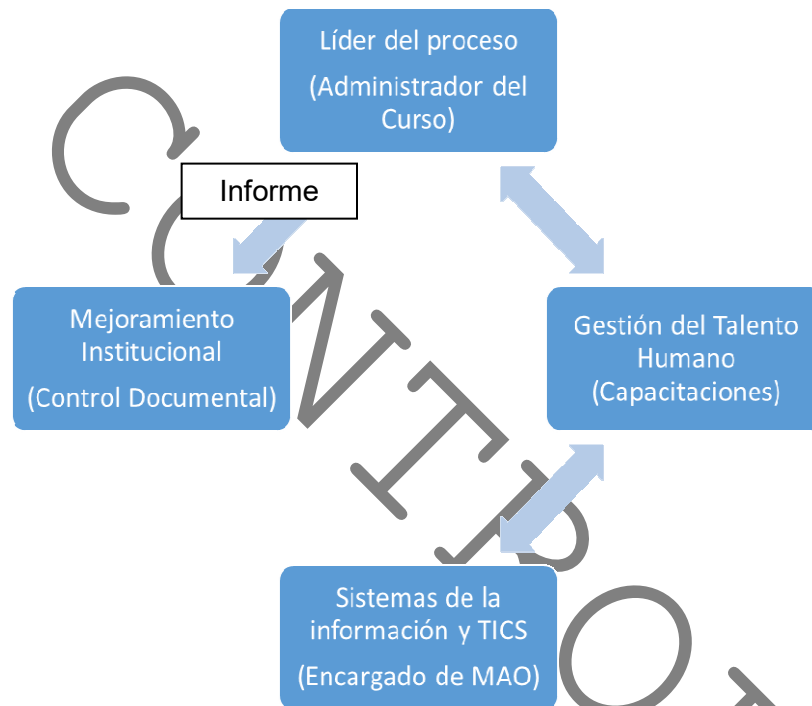 Líder del proceso
(Administrador del
Curso)
Informe
Mejoramiento
Institucional
(Control Documental)
Gestión del Talento
Humano
(Capacitaciones)
Sistemas de la
información y TICS
(Encargado de MAO)
CONTRO